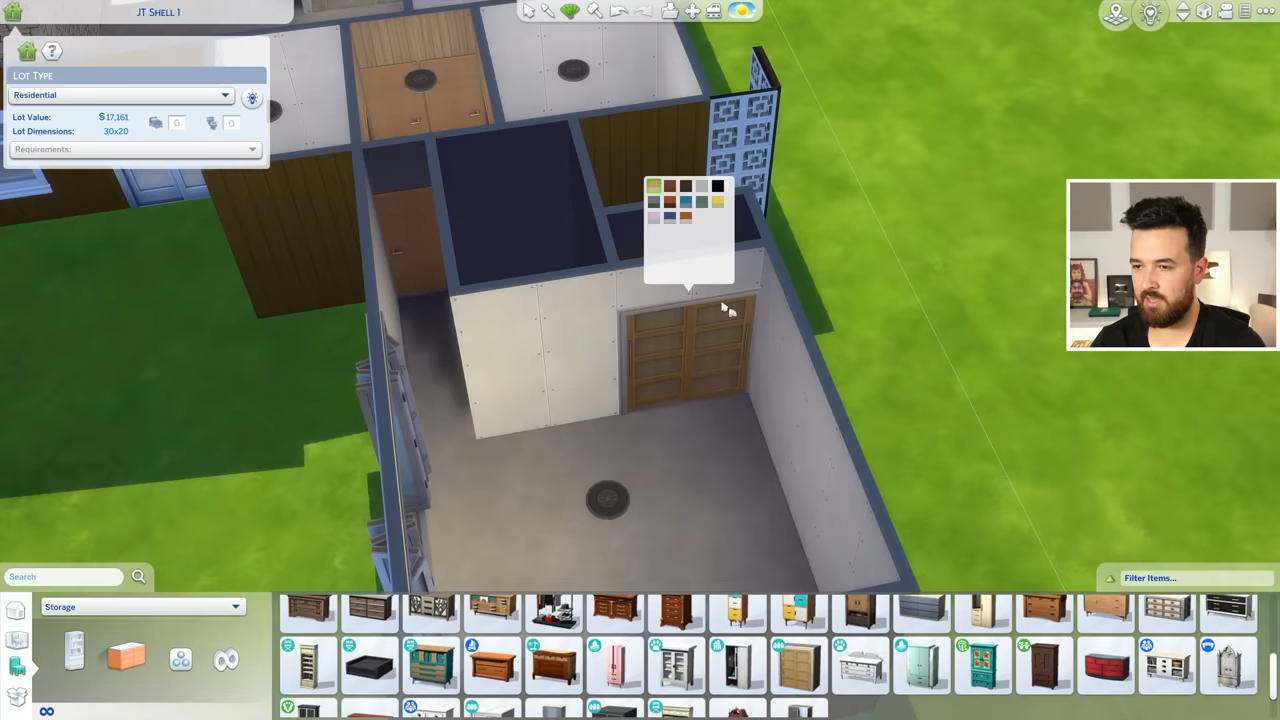 JT SHELL 1
LOT TYPE
Residential
Lot Value:
§17,161
0
0
Lot Dimensions:
30x20
Requirements:
Search
Filter Items...
Storage